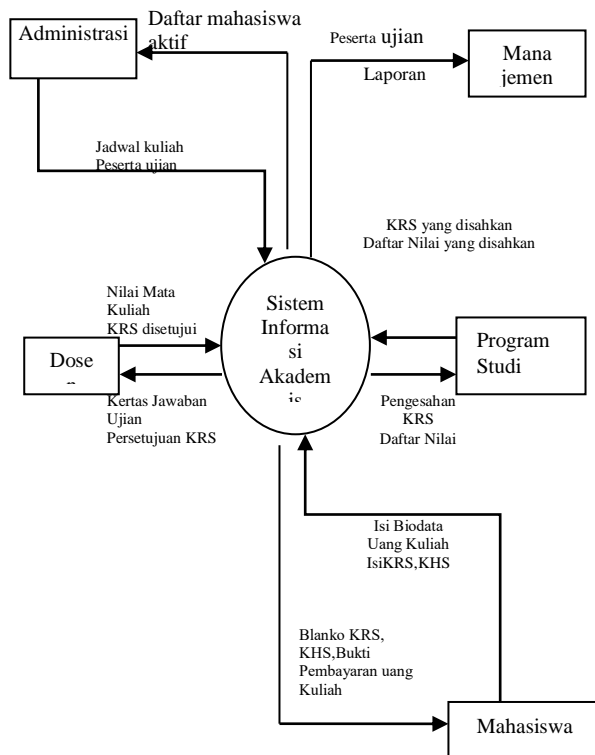 Administrasi
Daftar mahasiswa
aktif
Peserta ujian
Laporan
Mana
jemen
Jadwal kuliah
Peserta ujian
KRS yang disahkan
Daftar Nilai yang disahkan
Nilai Mata
Kuliah
KRS disetujui
Sistem
Informa
si
Akadem
is
Dose
n
Program
Studi
Kertas Jawaban
Ujian
Persetujuan KRS
Pengesahan
KRS
Daftar Nilai
Isi Biodata
Uang Kuliah
IsiKRS,KHS
Blanko KRS,
KHS,Bukti
Pembayaran uang
Kuliah
Mahasiswa